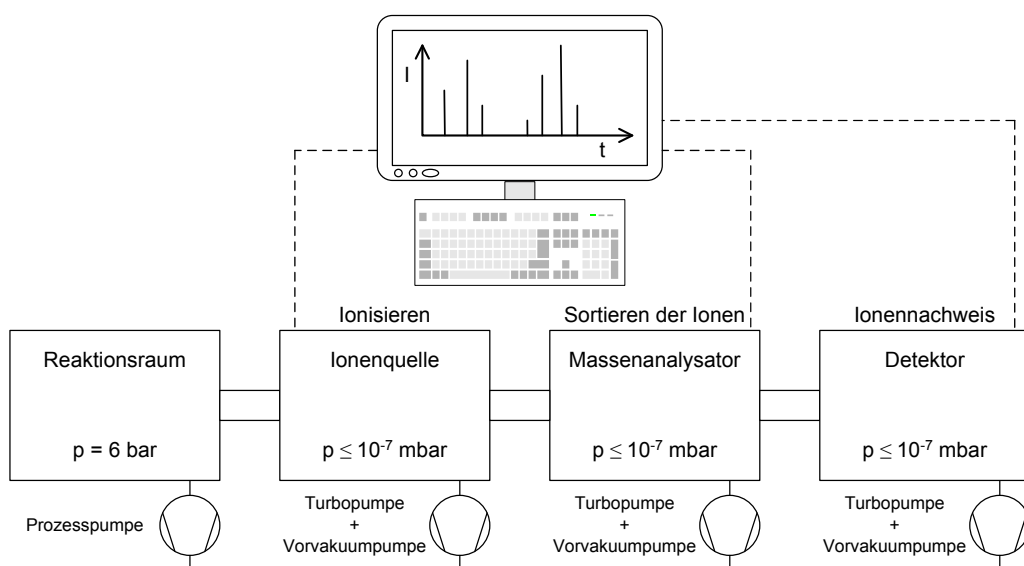 I
t
Ionisieren
Sortieren der Ionen
Ionennachweis
Reaktionsraum
Ionenquelle
Massenanalysator
Detektor
p = 6 bar
p ≤ 10⁻⁷ mbar
p ≤ 10⁻⁷ mbar
p ≤ 10⁻⁷ mbar
Prozesspumpe
Turbopumpe
+
Vorvakuumpumpe
Turbopumpe
+
Vorvakuumpumpe
Turbopumpe
+
Vorvakuumpumpe